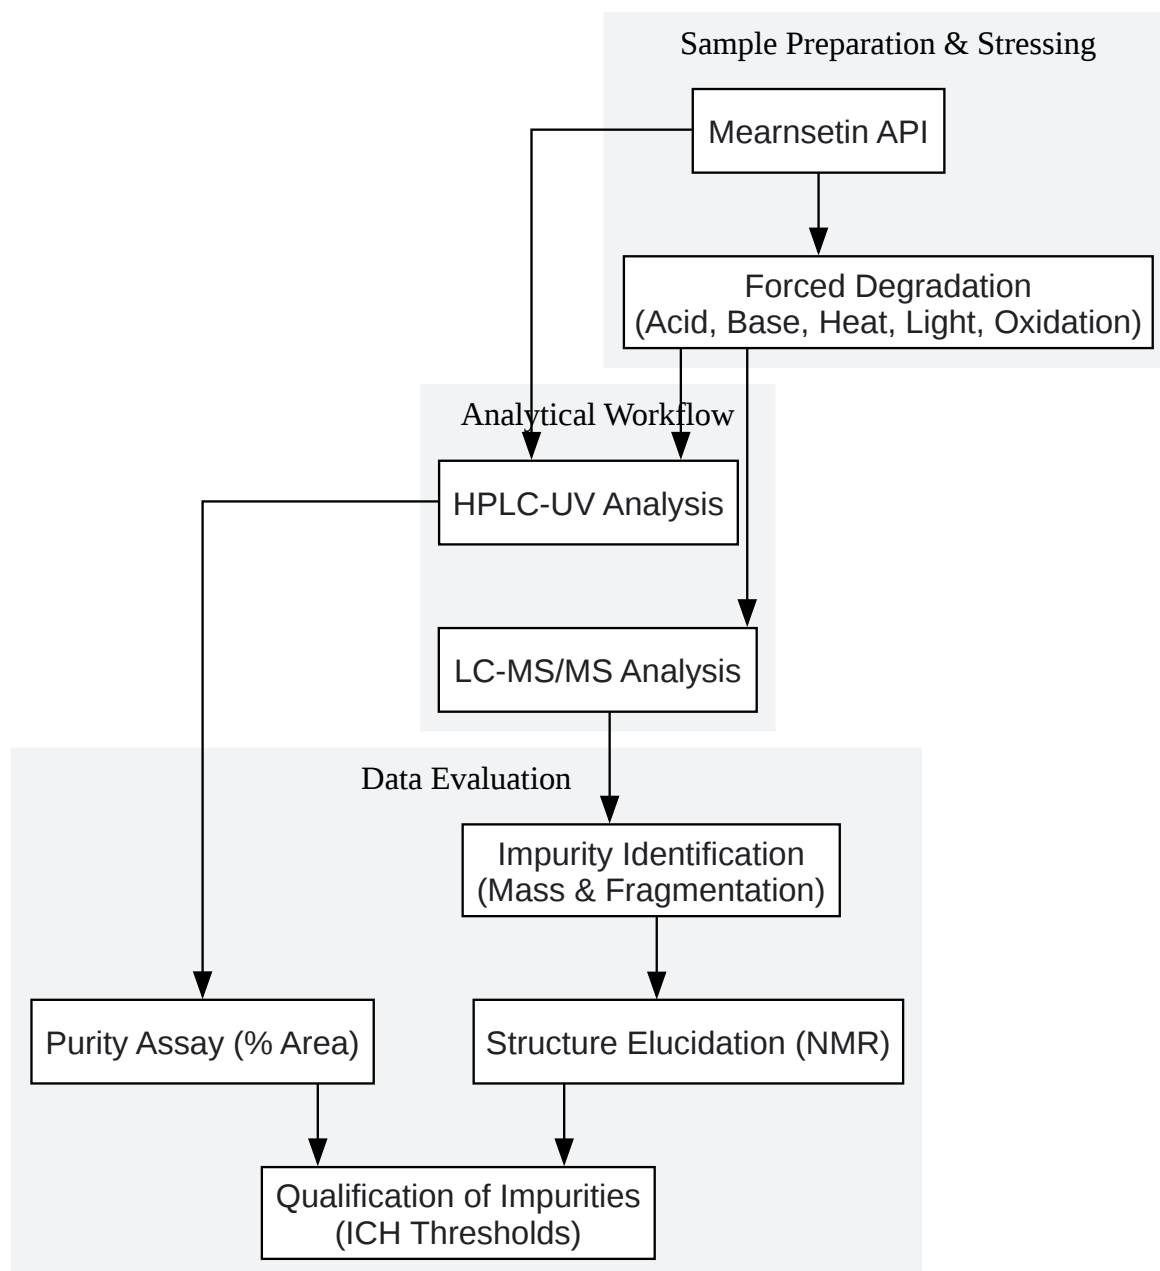 Sample Preparation & Stressing
Mearnsetin API
Forced Degradation
(Acid, Base, Heat, Light, Oxidation)
Analytical Workflow
HPLC-UV Analysis
LC-MS/MS Analysis
Data Evaluation
Impurity Identification
(Mass & Fragmentation)
Purity Assay (% Area)
Structure Elucidation (NMR)
Qualification of Impurities
(ICH Thresholds)